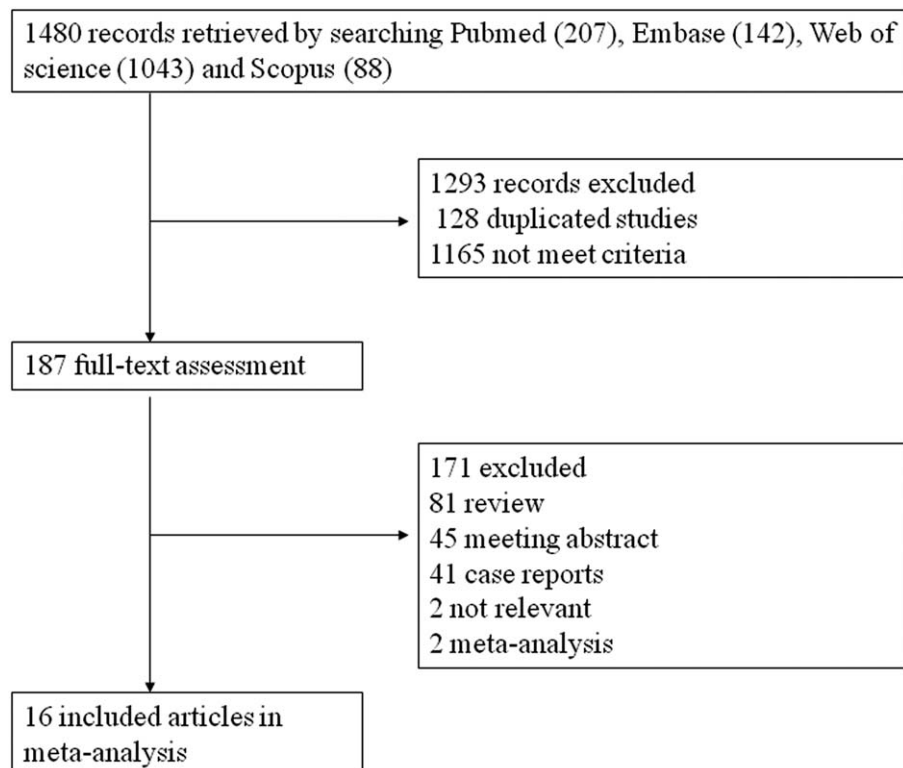 1480 records retrieved by searching Pubmed (207), Embase (142), Web of
science (1043) and Scopus (88)
1293 records excluded
128 duplicated studies
1165 not meet criteria
187 full-text assessment
171 excluded
81 review
45 meeting abstract
41 case reports
2 not relevant
2 meta-analysis
16 included articles in
meta-analysis